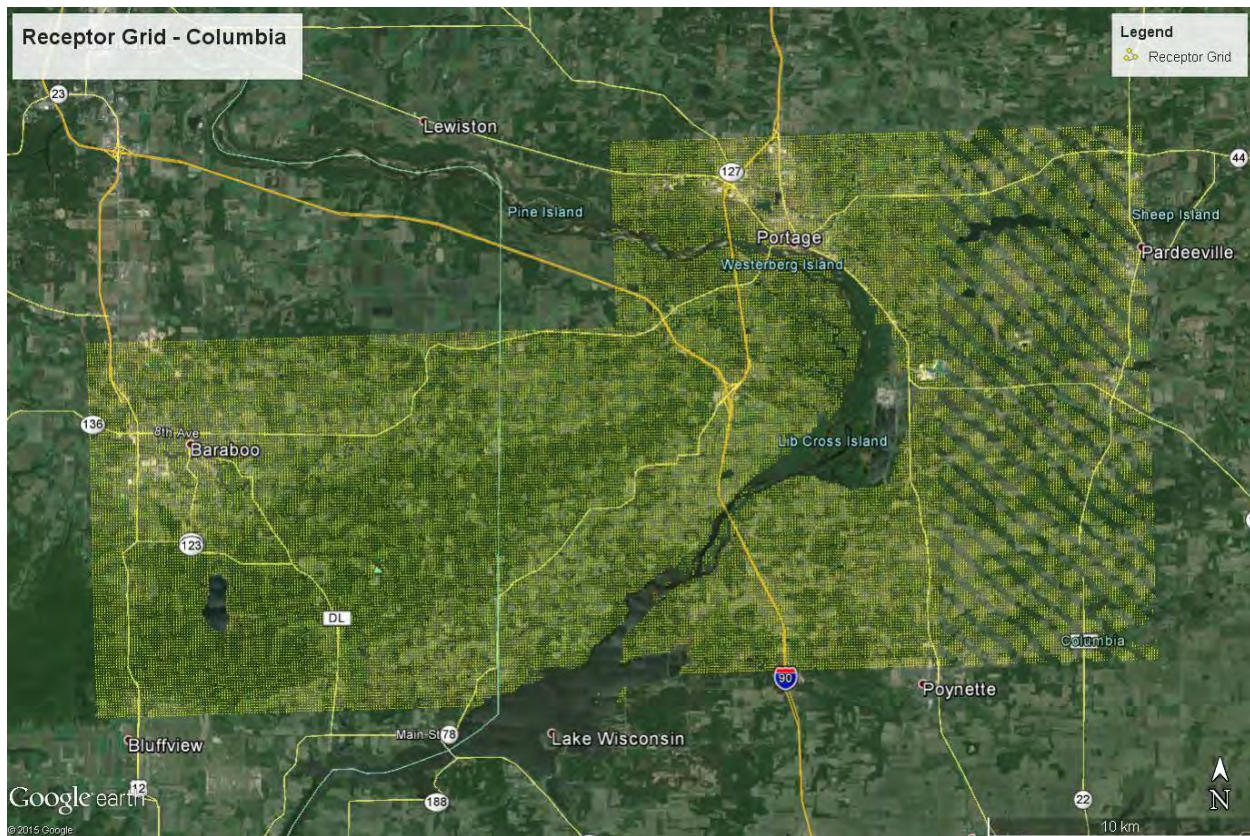 Receptor Grid - Columbia
Legend
Receptor Grid
23
Lewiston
127
44
Pine Island
Sheep Island
Portage
Pardeeville
Westerberg Island
136
8th Ave
Baraboo
Lib Cross Island
123
DL
Columbia
90
Poynette
Main St
78
Lake Wisconsin
Bluffview
12
188
22
N
Google earth
© 2015 Google
10 km